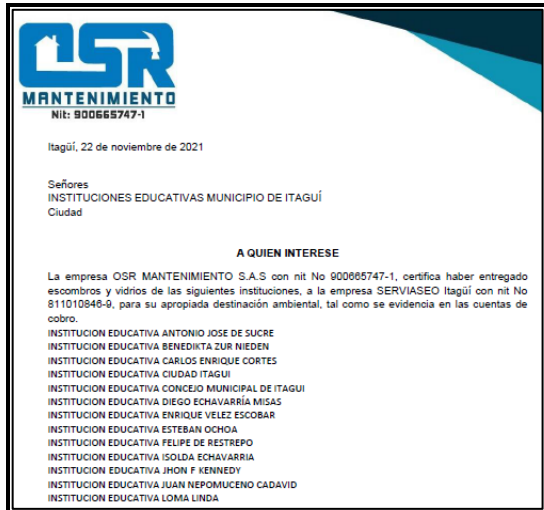 OSR
MANTENIMIENTO
Nit: 900665747-1
Itagüí, 22 de noviembre de 2021
Señores
INSTITUCIONES EDUCATIVAS MUNICIPIO DE ITAGUÍ
Ciudad
A QUIEN INTERESE
La empresa OSR MANTENIMIENTO S.A.S con nit No 900665747-1, certifica haber entregado
escombros y vidrios de las siguientes instituciones, a la empresa SERVIASEO Itagüí con nit No
811010846-9, para su apropiada destinación ambiental, tal como se evidencia en las cuentas de
cobro.
INSTITUCION EDUCATIVA ANTONIO JOSE DE SUCRE
INSTITUCION EDUCATIVA BENEDIKTA ZUR NIEDEN
INSTITUCION EDUCATIVA CARLOS ENRIQUE CORTES
INSTITUCION EDUCATIVA CIUDAD ITAGUI
INSTITUCION EDUCATIVA CONCEJO MUNICIPAL DE ITAGUI
INSTITUCION EDUCATIVA DIEGO ECHAVARRÍA MISAS
INSTITUCION EDUCATIVA ENRIQUE VELEZ ESCOBAR
INSTITUCION EDUCATIVA ESTEBAN OCHOA
INSTITUCION EDUCATIVA FELIPE DE RESTREPO
INSTITUCION EDUCATIVA ISOLDA ECHAVARRIA
INSTITUCION EDUCATIVA JHON F KENNEDY
INSTITUCION EDUCATIVA JUAN NEPOMUCENO CADAVID
INSTITUCION EDUCATIVA LOMA LINDA